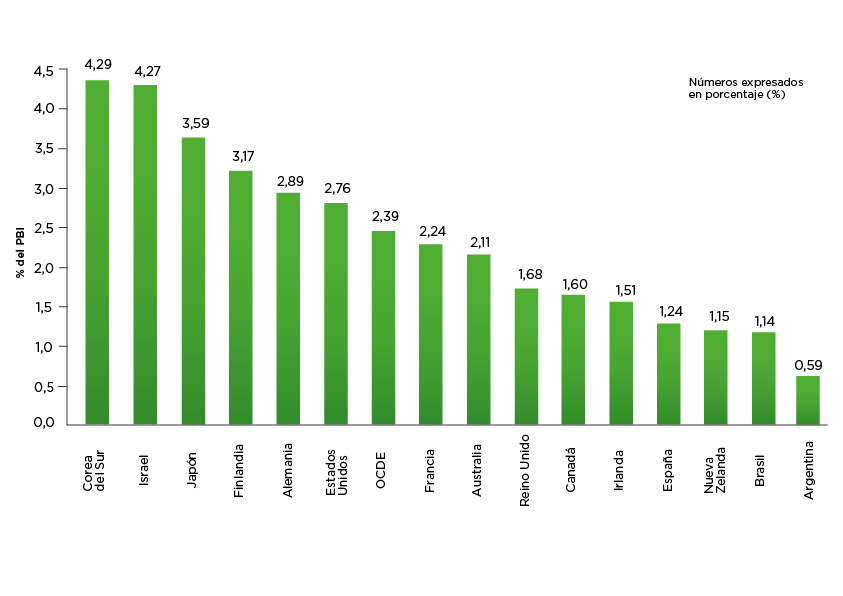 Números expresados
en porcentaje (%)
% del PBI
4,5
4,0
3,5
3,0
2,5
2,0
1,5
1,0
0,5
0,0
4,29
4,27
3,59
3,17
2,89
2,76
2,39
2,24
2,11
1,68
1,60
1,51
1,24
1,15
1,14
0,59
Corea
del Sur
Israel
Japón
Finlandia
Alemania
Estados
Unidos
OCDE
Francia
Australia
Reino Unido
Canadá
Irlanda
España
Nueva
Zelanda
Brasil
Argentina